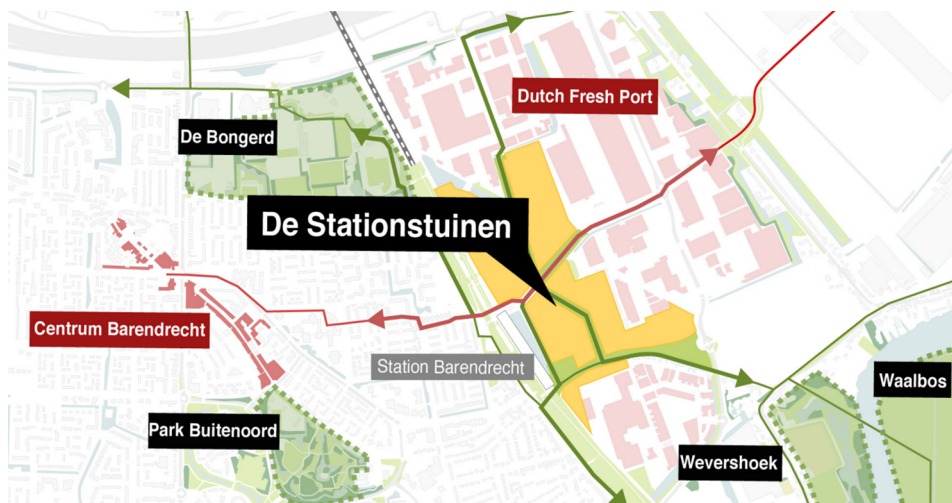 Dutch Fresh Port
De Bongerd
De Stationstuinen
Centrum Barendrecht
Station Barendrecht
Waalbos
Park Buitenoord
Wevershoek